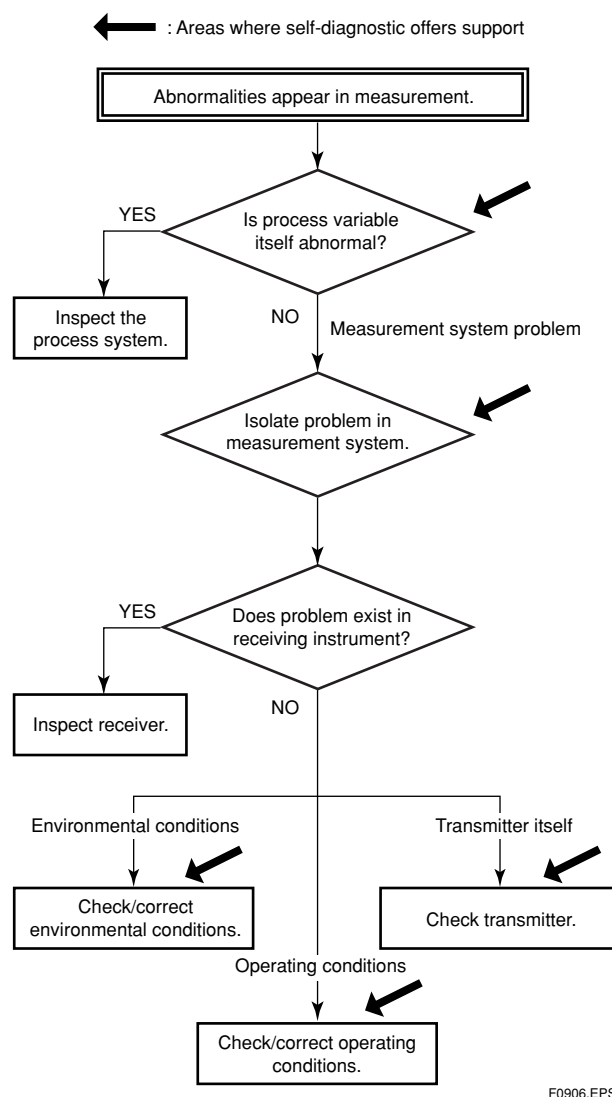 : Areas where self-diagnostic offers support
Abnormalities appear in measurement.
YES
Is process variable
itself abnormal?
Inspect the
process system.
NO
Measurement system problem
Isolate problem in
measurement system.
YES
Does problem exist in
receiving instrument?
Inspect receiver.
NO
Environmental conditions
Transmitter itself
Check/correct
environmental conditions.
Check transmitter.
Operating conditions
Check/correct operating
conditions.
F0906.EPS